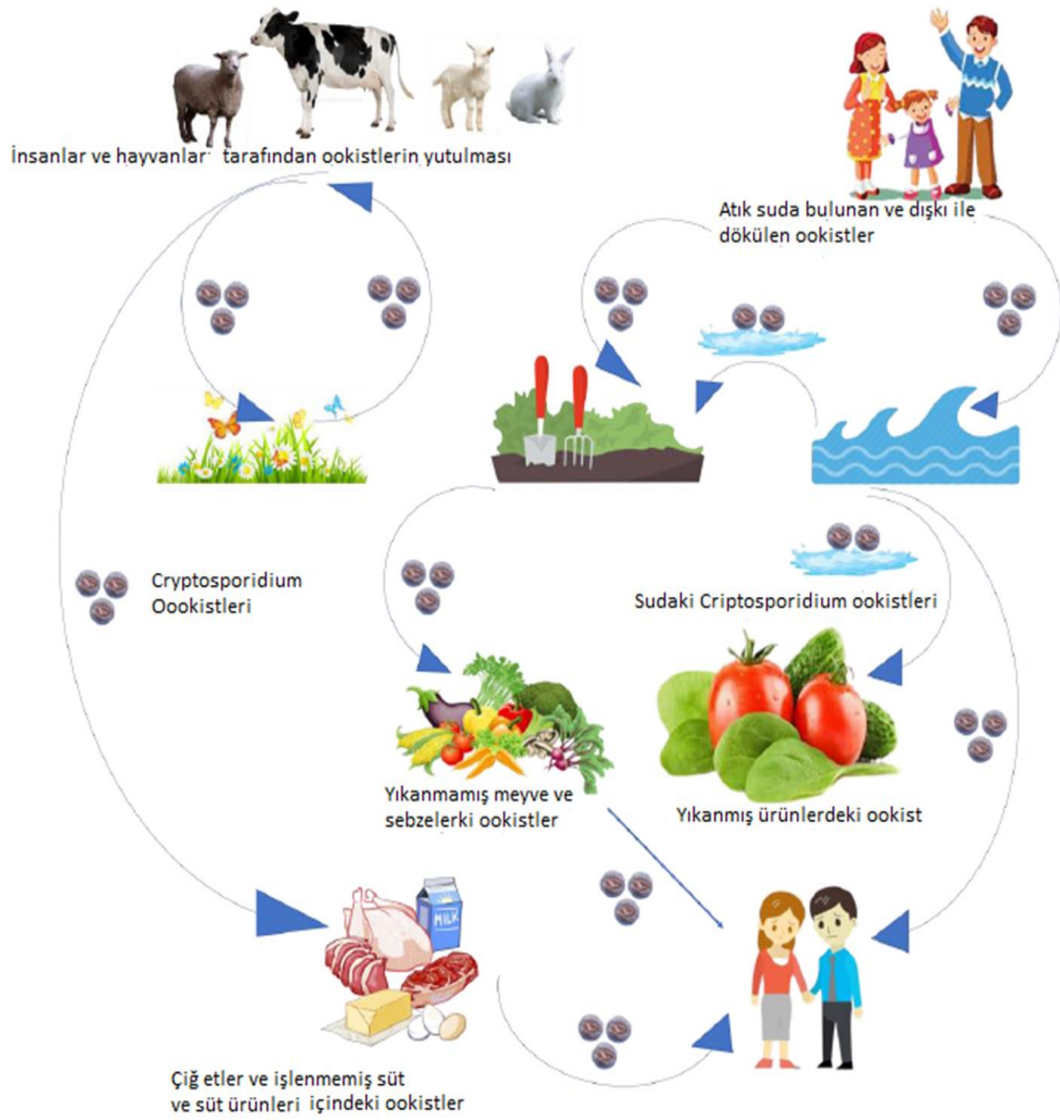 İnsanlar ve hayvanlar tarafından ookistlerin yutulması
Atık suda bulunan ve dışkı ile
dökülen ookistler
Cryptosporidium
Oookistleri
Sudaki Criptosporidium ookistleri
Yıkanmamış meyve ve
sebzelerki ookistler
Yıkanmış ürünlerdeki ookist
MILK
Çiğ etler ve işlenmemiş süt
ve süt ürünleri içindeki ookistler